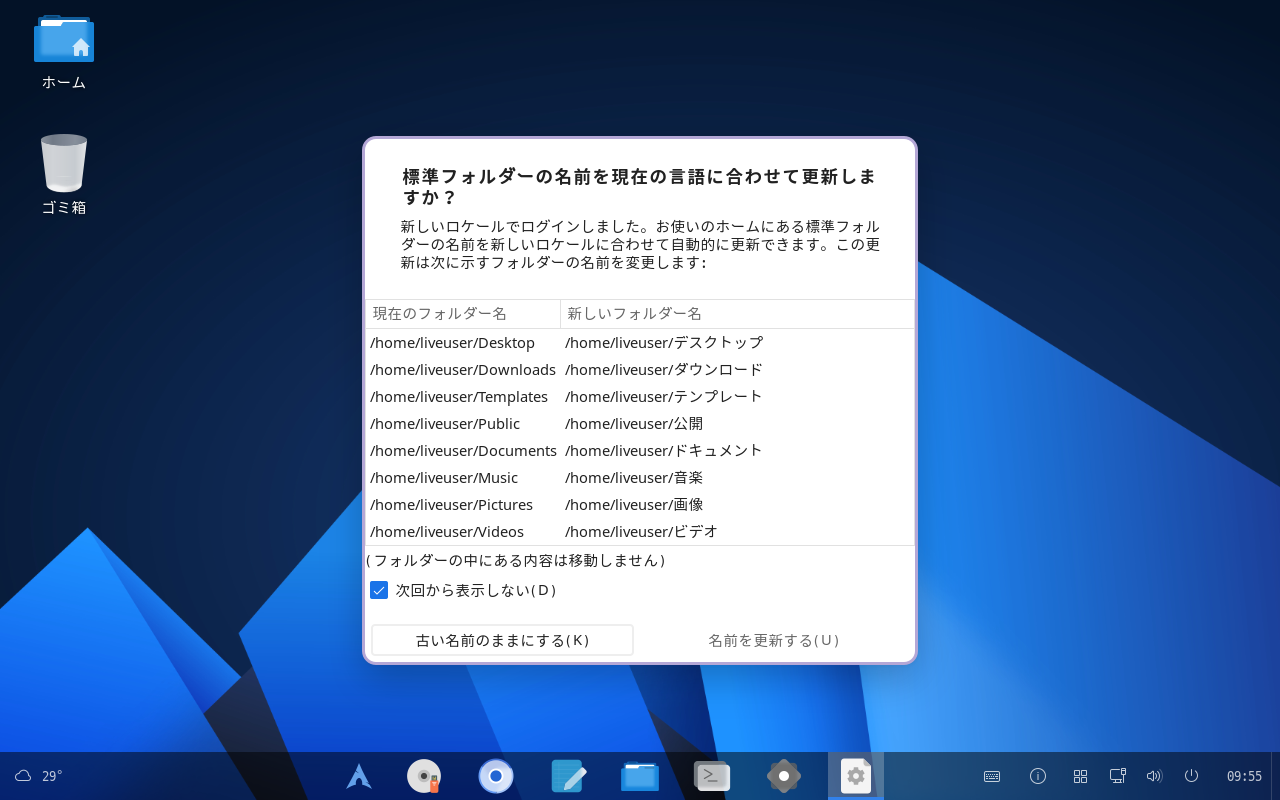 ホーム
ゴミ箱
標準フォルダーの名前を現在の言語に合わせて更新しま
すか？
新しいロケールでログインしました。お使いのホームにある標準フォル
ダーの名前を新しいロケールに合わせて自動的に更新できます。この更
新は次に示すフォルダーの名前を変更します:
現在のフォルダー名 新しいフォルダー名
/home/liveuser/Desktop /home/liveuser/デスクトップ
/home/liveuser/Downloads /home/liveuser/ダウンロード
/home/liveuser/Templates /home/liveuser/テンプレート
/home/liveuser/Public /home/liveuser/公開
/home/liveuser/Documents /home/liveuser/ドキュメント
/home/liveuser/Music /home/liveuser/音楽
/home/liveuser/Pictures /home/liveuser/画像
/home/liveuser/Videos /home/liveuser/ビデオ
(フォルダーの中にある内容は移動しません)
次回から表示しない(D)
古い名前のままにする(K) 名前を更新する(U)
29°
09:55